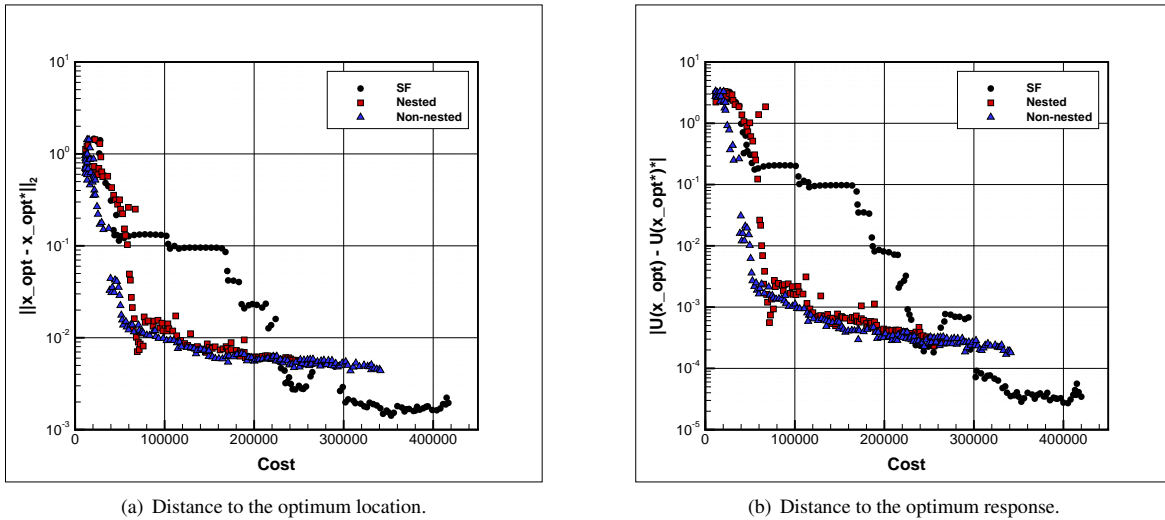 10^1
10^0
10^-1
10^-2
10^-3
||x_opt - x_opt*||_2
0 100000 200000 300000 400000
Cost
SF
Nested
Non-nested
(a) Distance to the optimum location.
10^1
10^0
10^-1
10^-2
10^-3
10^-4
10^-5
|U(x_opt) - U(x_opt*)*|
0 100000 200000 300000 400000
Cost
SF
Nested
Non-nested
(b) Distance to the optimum response.